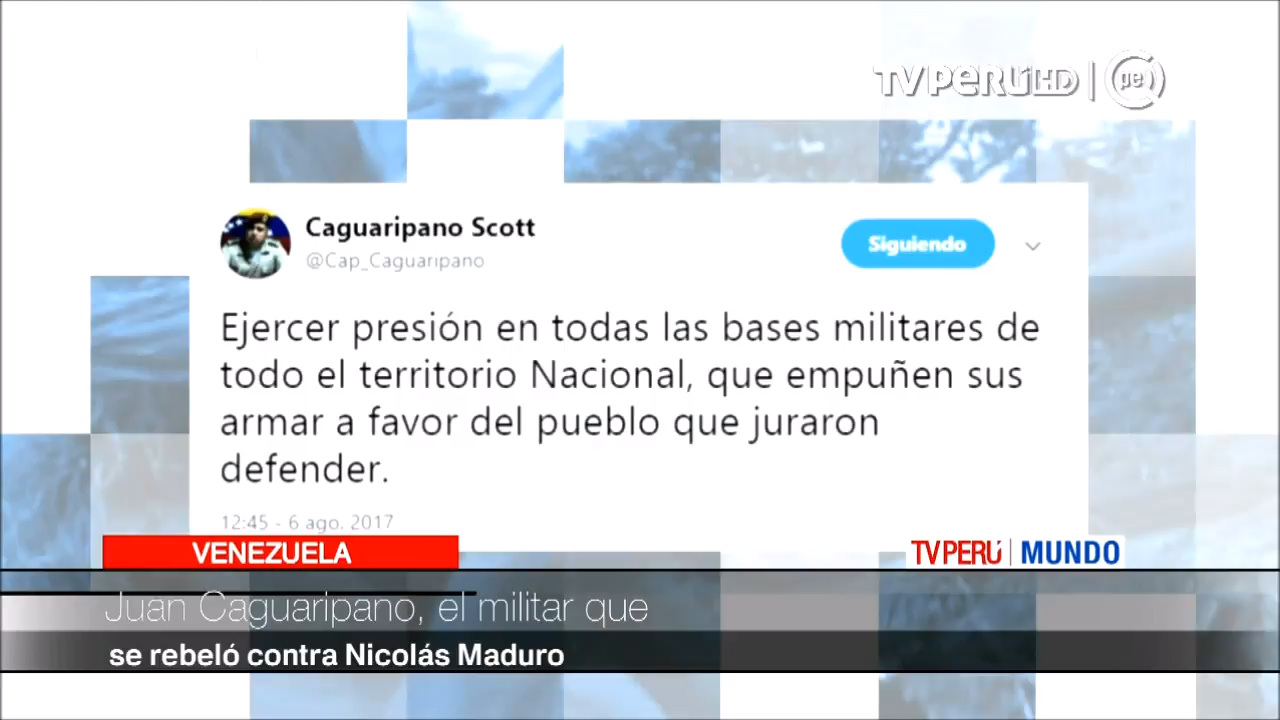 TVPERÚHD | pe
Caguaripano Scott
@Cap_Caguaripano
Siguiendo
Ejercer presión en todas las bases militares de
todo el territorio Nacional, que empuñen sus
armar a favor del pueblo que juraron
defender.
12:45 - 6 ago. 2017
VENEZUELA
TVPERÚ | MUNDO
Juan Caguaripano, el militar que
se rebeló contra Nicolás Maduro